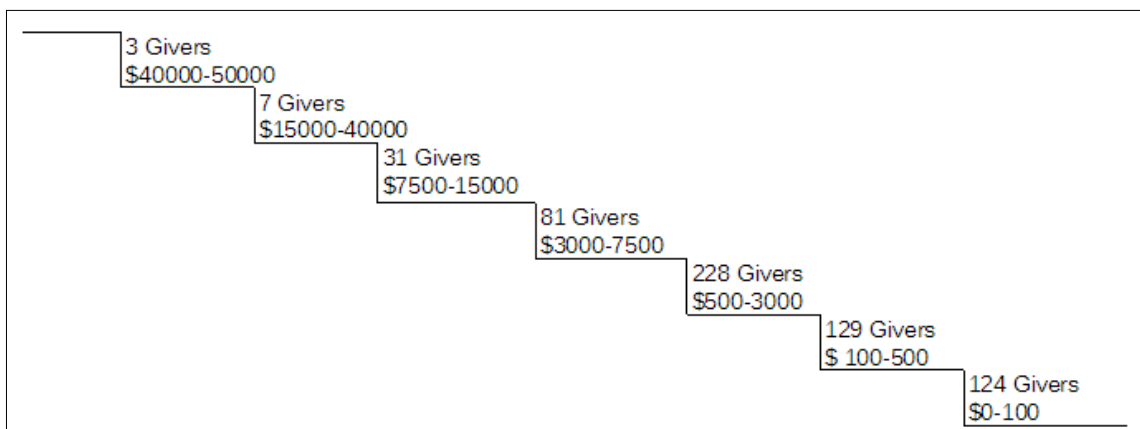 3 Givers
$40000-50000
7 Givers
$15000-40000
31 Givers
$7500-15000
81 Givers
$3000-7500
228 Givers
$500-3000
129 Givers
$ 100-500
124 Givers
$0-100